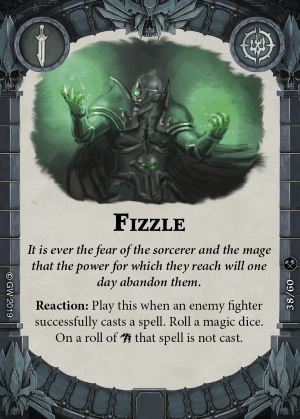 FIZZLE
It is ever the fear of the sorcerer and the mage
that the power for which they reach will one
day abandon them.
Reaction: Play this when an enemy fighter
successfully casts a spell. Roll a magic dice.
On a roll of that spell is not cast.
©GW 2019
38/60